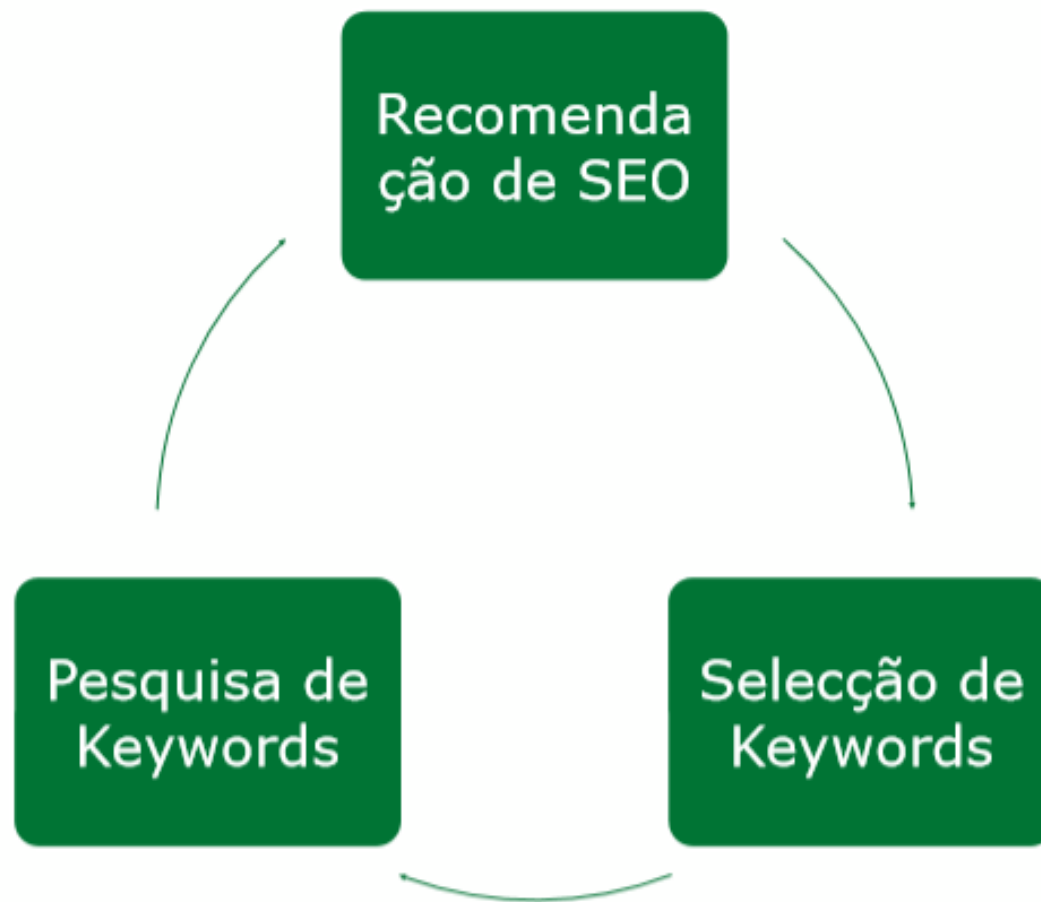 Recomenda
ção de SEO
Pesquisa de
Keywords
Selecção de
Keywords